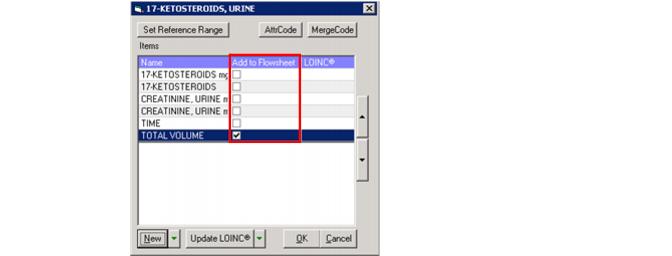 17-KETOSTEROIDS, URINE
Set Reference Range AttrCode MergeCode
Items
Name Add to Flowsheet LOINC®
17-KETOSTEROIDS mg
17-KETOSTEROIDS
CREATININE, URINE m
CREATININE, URINE m
TIME
TOTAL VOLUME
New Update LOINC® OK Cancel